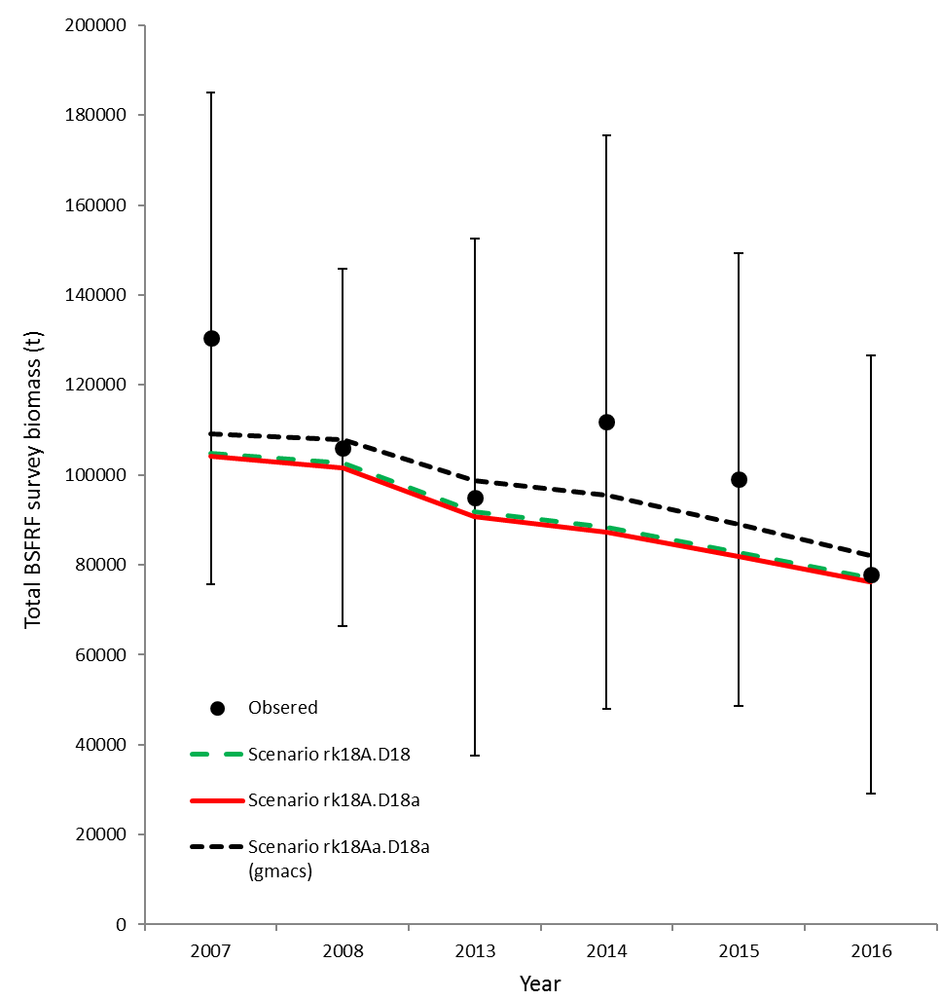 200000
180000
160000
140000
120000
100000
80000
60000
40000
20000
0
Total BSFRF survey biomass (t)
Obsered
Scenario rk18A.D18
Scenario rk18A.D18a
Scenario rk18Aa.D18a
(gmacs)
2007 2008 2013 2014 2015 2016
Year